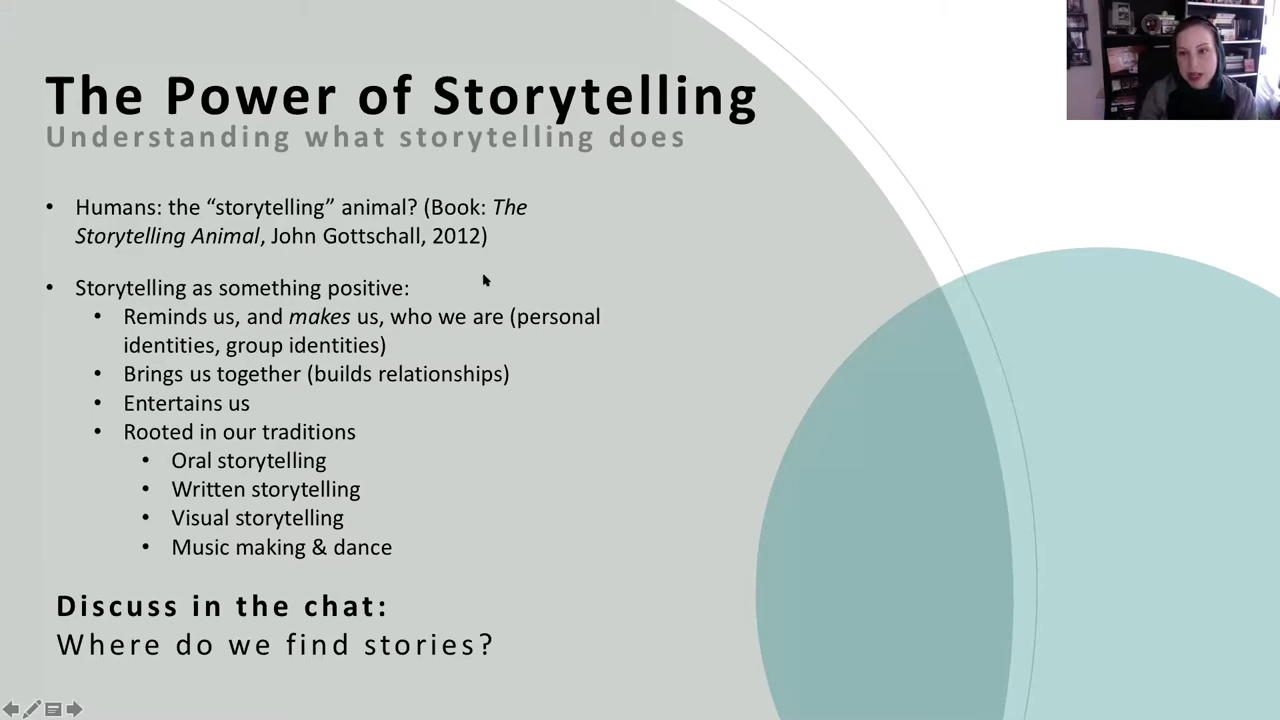 The Power of Storytelling
Understanding what storytelling does
• Humans: the “storytelling” animal? (Book: The
Storytelling Animal, John Gottschall, 2012)
• Storytelling as something positive:
• Reminds us, and makes us, who we are (personal
identities, group identities)
• Brings us together (builds relationships)
• Entertains us
• Rooted in our traditions
• Oral storytelling
• Written storytelling
• Visual storytelling
• Music making & dance
Discuss in the chat:
Where do we find stories?